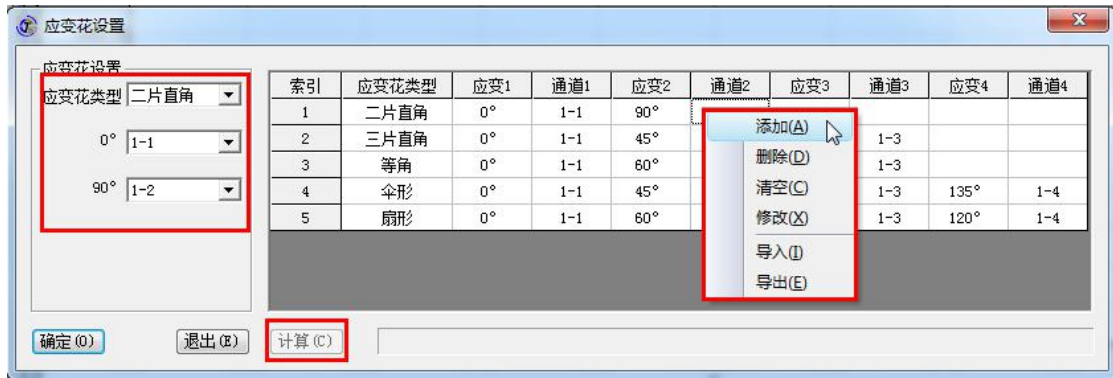 应变花设置
应变花设置
应变花类型 二片直角
0° 1-1
90° 1-2
索引 应变花类型 应变1 通道1 应变2 通道2 应变3 通道3 应变4 通道4
1 二片直角 0° 1-1 90°
2 三片直角 0° 1-1 45° 1-3
3 等角 0° 1-1 60° 1-3
4 伞形 0° 1-1 45° 1-3 135° 1-4
5 扇形 0° 1-1 60° 1-3 120° 1-4
添加(A)
删除(D)
清空(C)
修改(X)
导入(I)
导出(E)
确定(O) 退出(E) 计算(C)